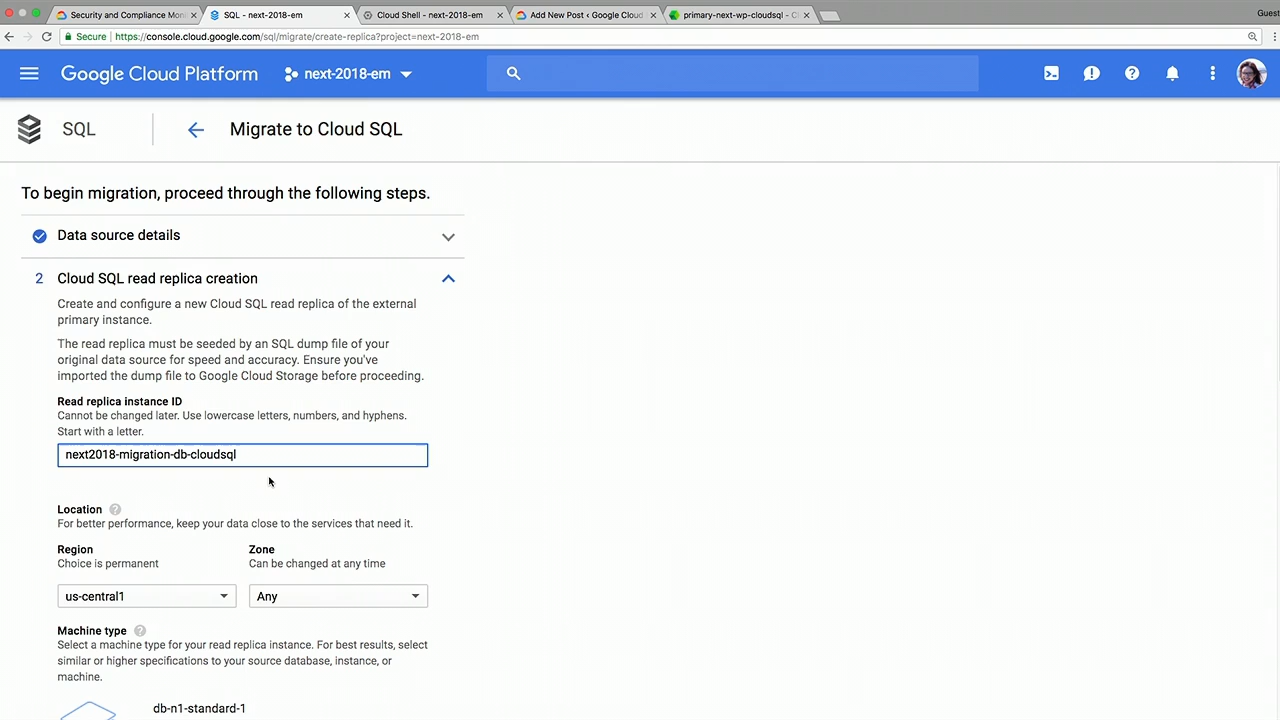 Security and Compliance Mon
SQL - next-2018-em
Cloud Shell - next-2018-em
Add New Post ‹ Google Cloud
primary-next-wp-cloudsql - C
Guest
Secure
https://console.cloud.google.com/sql/migrate/create-replica?project=next-2018-em
Google Cloud Platform
next-2018-em
SQL
Migrate to Cloud SQL
To begin migration, proceed through the following steps.
Data source details
2 Cloud SQL read replica creation
Create and configure a new Cloud SQL read replica of the external
primary instance.
The read replica must be seeded by an SQL dump file of your
original data source for speed and accuracy. Ensure you've
imported the dump file to Google Cloud Storage before proceeding.
Read replica instance ID
Cannot be changed later. Use lowercase letters, numbers, and hyphens.
Start with a letter.
next2018-migration-db-cloudsql
Location ?
For better performance, keep your data close to the services that need it.
Region Zone
Choice is permanent Can be changed at any time
us-central1 Any
Machine type ?
Select a machine type for your read replica instance. For best results, select
similar or higher specifications to your source database, instance, or
machine.
db-n1-standard-1